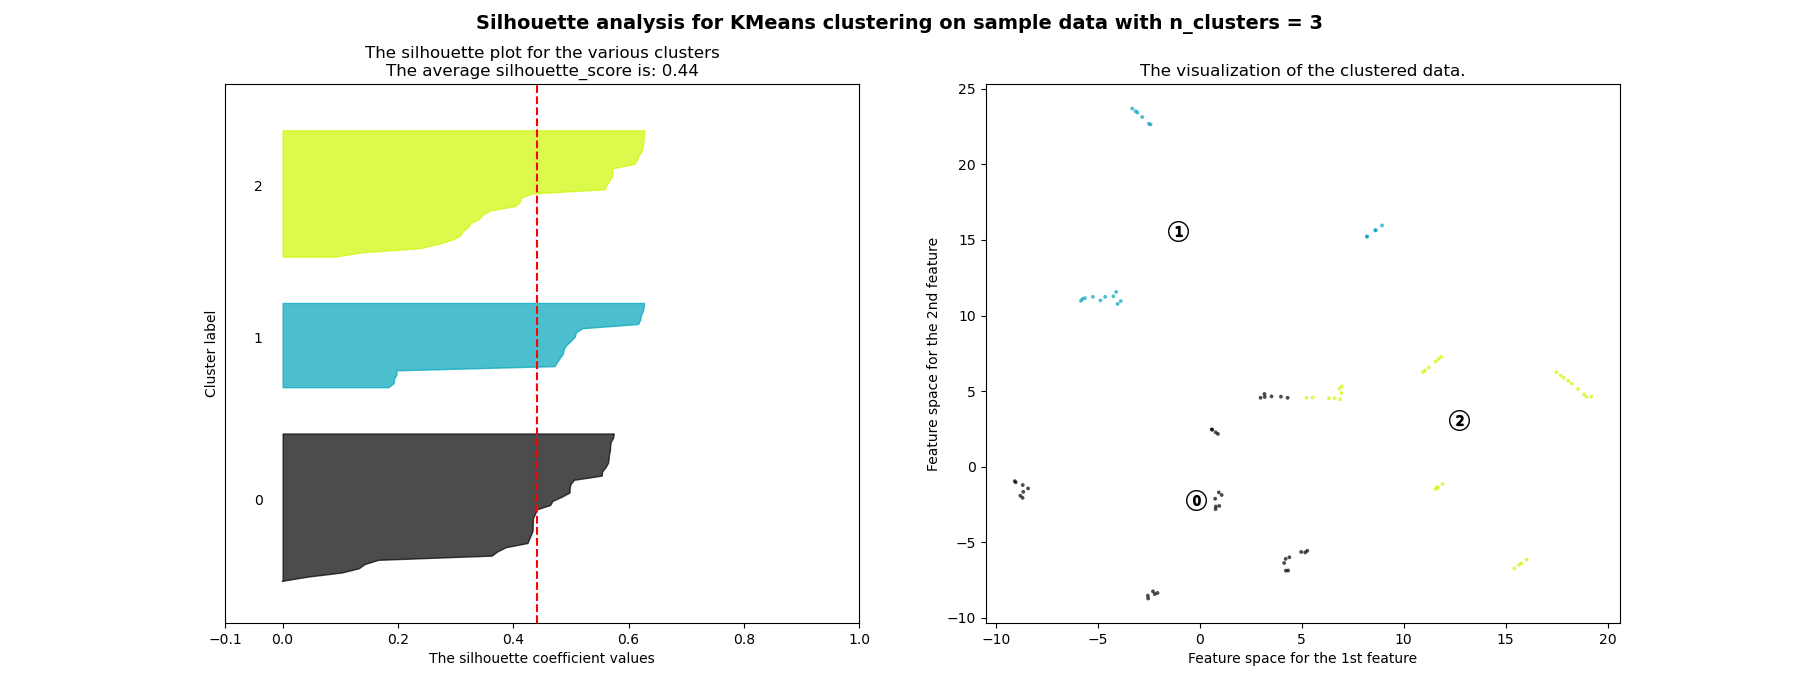 Silhouette analysis for KMeans clustering on sample data with n_clusters = 3
The silhouette plot for the various clusters
The average silhouette_score is: 0.44
Cluster label
2
1
0
−0.1 0.0 0.2 0.4 0.6 0.8 1.0
The silhouette coefficient values
The visualization of the clustered data.
Feature space for the 2nd feature
25
20
15
10
5
0
−5
−10
1
2
0
−10 −5 0 5 10 15 20
Feature space for the 1st feature